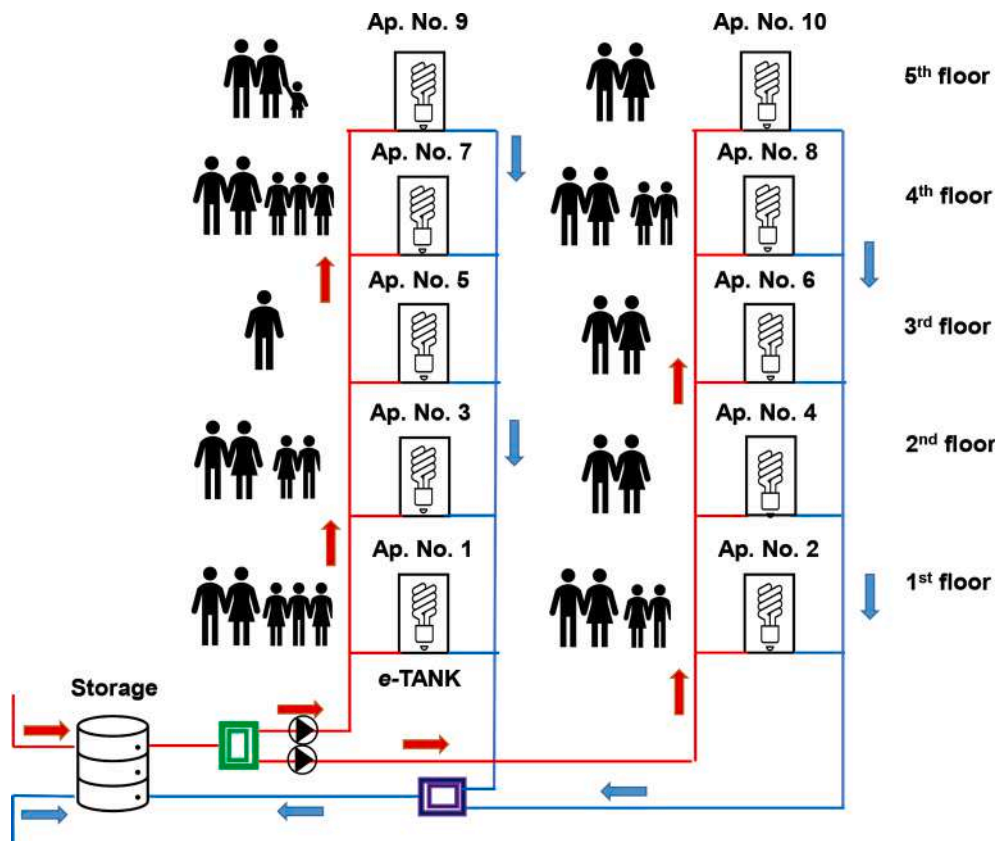 Ap. No. 9
Ap. No. 10
5th floor
Ap. No. 7
Ap. No. 8
4th floor
Ap. No. 5
Ap. No. 6
3rd floor
Ap. No. 3
Ap. No. 4
2nd floor
Ap. No. 1
Ap. No. 2
1st floor
e-TANK
Storage